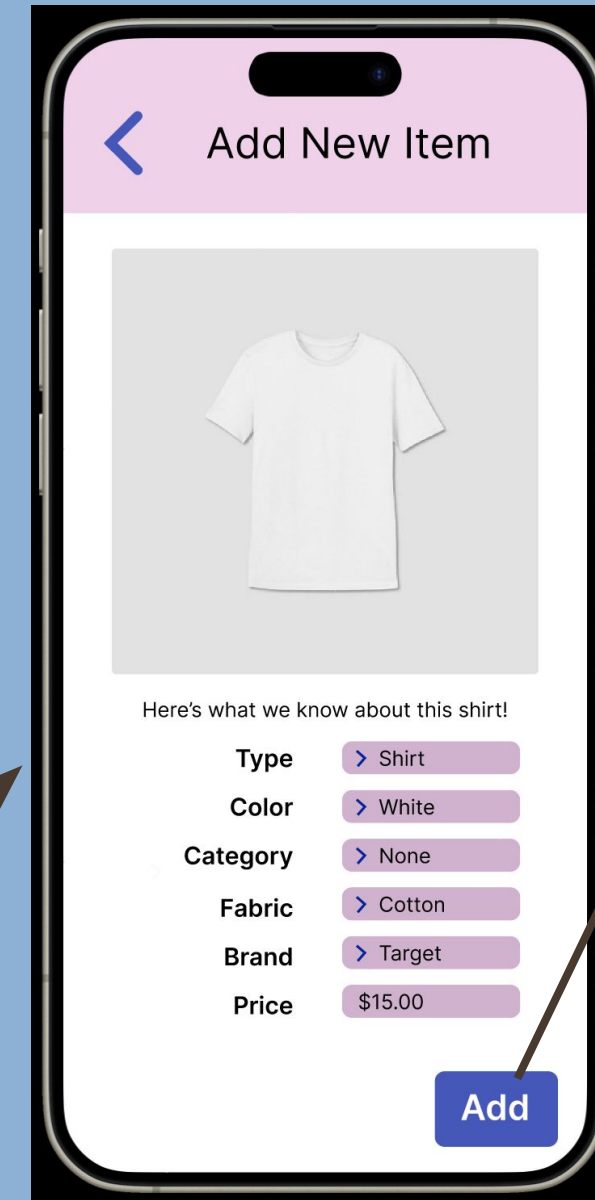 Add New Item
Here’s what we know about this shirt!
Type Shirt
Color White
Category None
Fabric Cotton
Brand Target
Price $15.00
Add